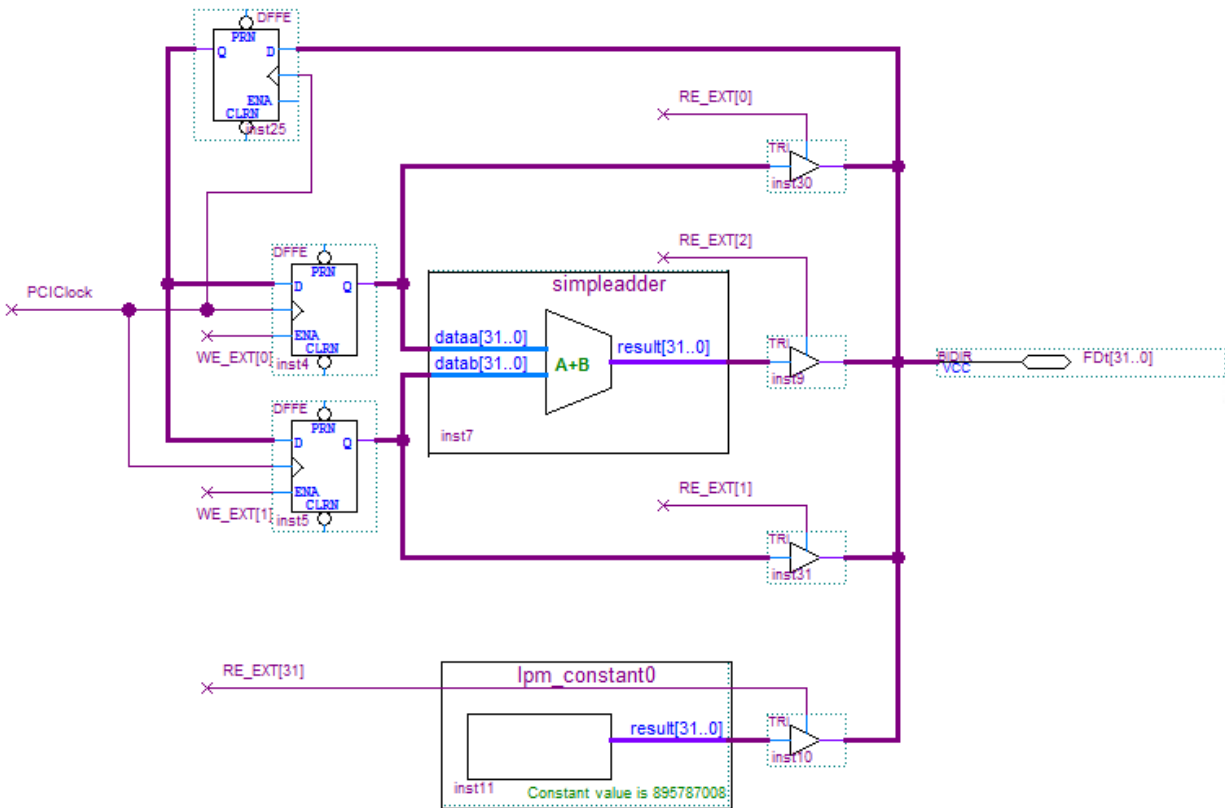 DFFE
PRN
Q D
ENA
CLRN
inst25
RE_EXT[0]
TRI
inst30
DFFE
PRN
D Q
ENA
CLRN
inst4
PCIClock
WE_EXT[0]
RE_EXT[2]
simpleadder
dataa[31..0]
datab[31..0]
A+B
result[31..0]
inst7
TRI
inst9
BIDIR
VCC
FDt[31..0]
DFFE
PRN
D Q
ENA
CLRN
inst5
WE_EXT[1]
RE_EXT[1]
TRI
inst31
RE_EXT[31]
lpm_constant0
result[31..0]
inst11
Constant value is 895787008
TRI
inst10